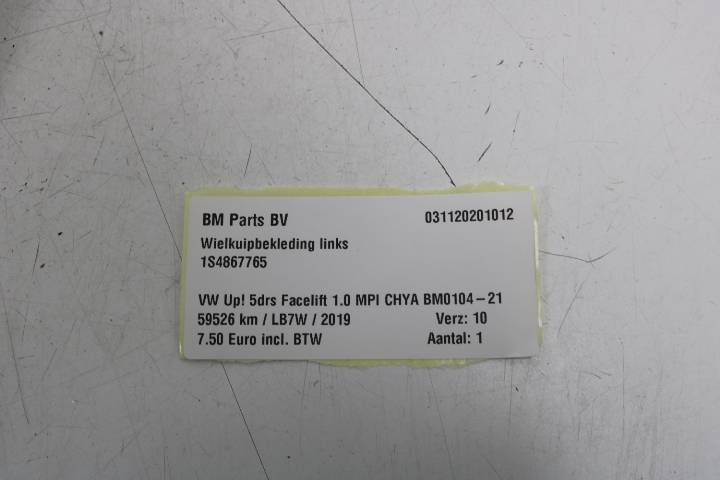 BM Parts BV 031120201012
Wielkuipbekleding links
1S4867765
VW Up! 5drs Facelift 1.0 MPI CHYA BM0104-21
59526 km / LB7W / 2019 Verz: 10
7.50 Euro incl. BTW Aantal: 1